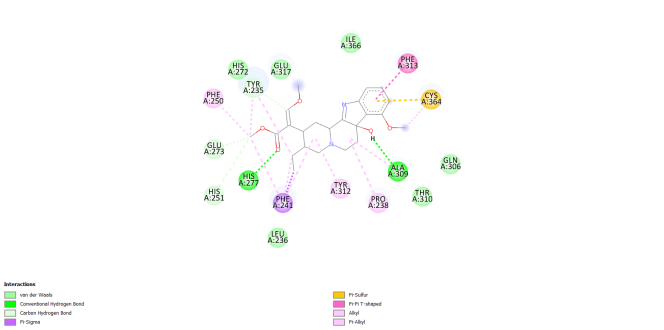 ILE
A:366
PHE
A:313
HIS
A:272
GLU
A:317
TYR
A:235
PHE
A:250
CYS
A:364
N
O
O
O
O
N
O
H
GLU
A:273
HIS
A:277
HIS
A:251
ALA
A:309
GLN
A:306
TYR
A:312
THR
A:310
PHE
A:241
PRO
A:238
LEU
A:236
Interactions
van der Waals
Conventional Hydrogen Bond
Carbon Hydrogen Bond
Pi-Sigma
Pi-Sulfur
Pi-Pi T-shaped
Alkyl
Pi-Alkyl